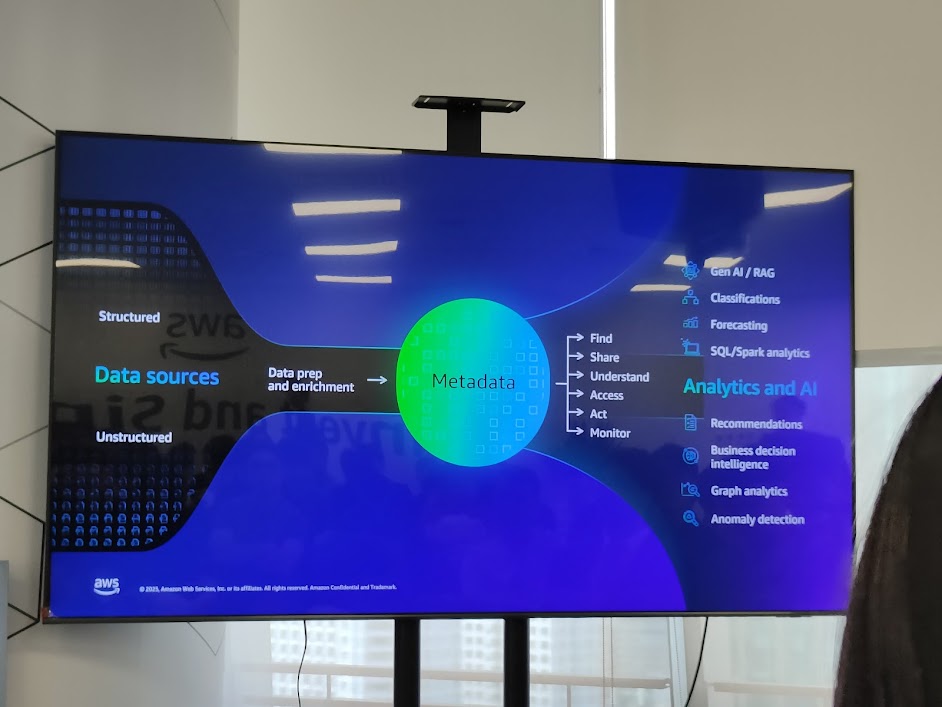 Structured
Data sources
Unstructured
Data prep
and enrichment
Metadata
Find
Share
Understand
Access
Act
Monitor
Gen AI / RAG
Classifications
Forecasting
SQL/Spark analytics
Analytics and AI
Recommendations
Business decision
intelligence
Graph analytics
Anomaly detection
aws
© 2025, Amazon Web Services, Inc. or its affiliates. All rights reserved. Amazon Confidential and Trademark.
aws